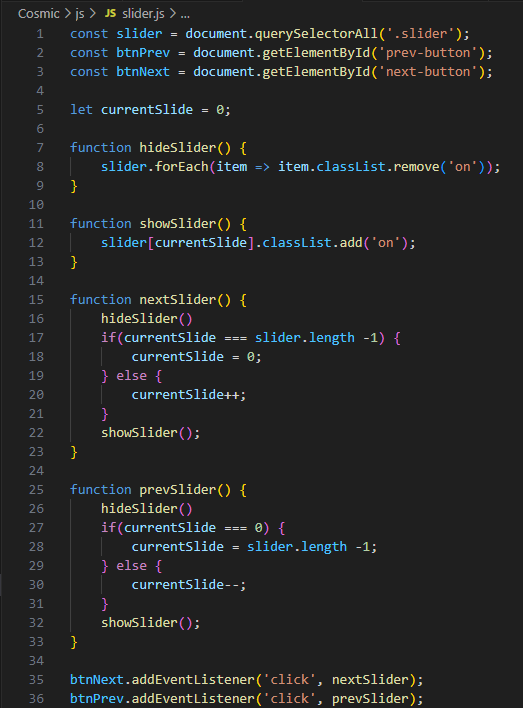 Cosmic > js > JS slider.js > ...
1 const slider = document.querySelectorAll('.slider');
2 const btnPrev = document.getElementById('prev-button');
3 const btnNext = document.getElementById('next-button');
4
5 let currentSlide = 0;
6
7 function hideSlider() {
8     slider.forEach(item => item.classList.remove('on'));
9 }
10
11 function showSlider() {
12     slider[currentSlide].classList.add('on');
13 }
14
15 function nextSlider() {
16     hideSlider()
17     if(currentSlide === slider.length -1) {
18         currentSlide = 0;
19     } else {
20         currentSlide++;
21     }
22     showSlider();
23 }
24
25 function prevSlider() {
26     hideSlider()
27     if(currentSlide === 0) {
28         currentSlide = slider.length -1;
29     } else {
30         currentSlide--;
31     }
32     showSlider();
33 }
34
35 btnNext.addEventListener('click', nextSlider);
36 btnPrev.addEventListener('click', prevSlider);